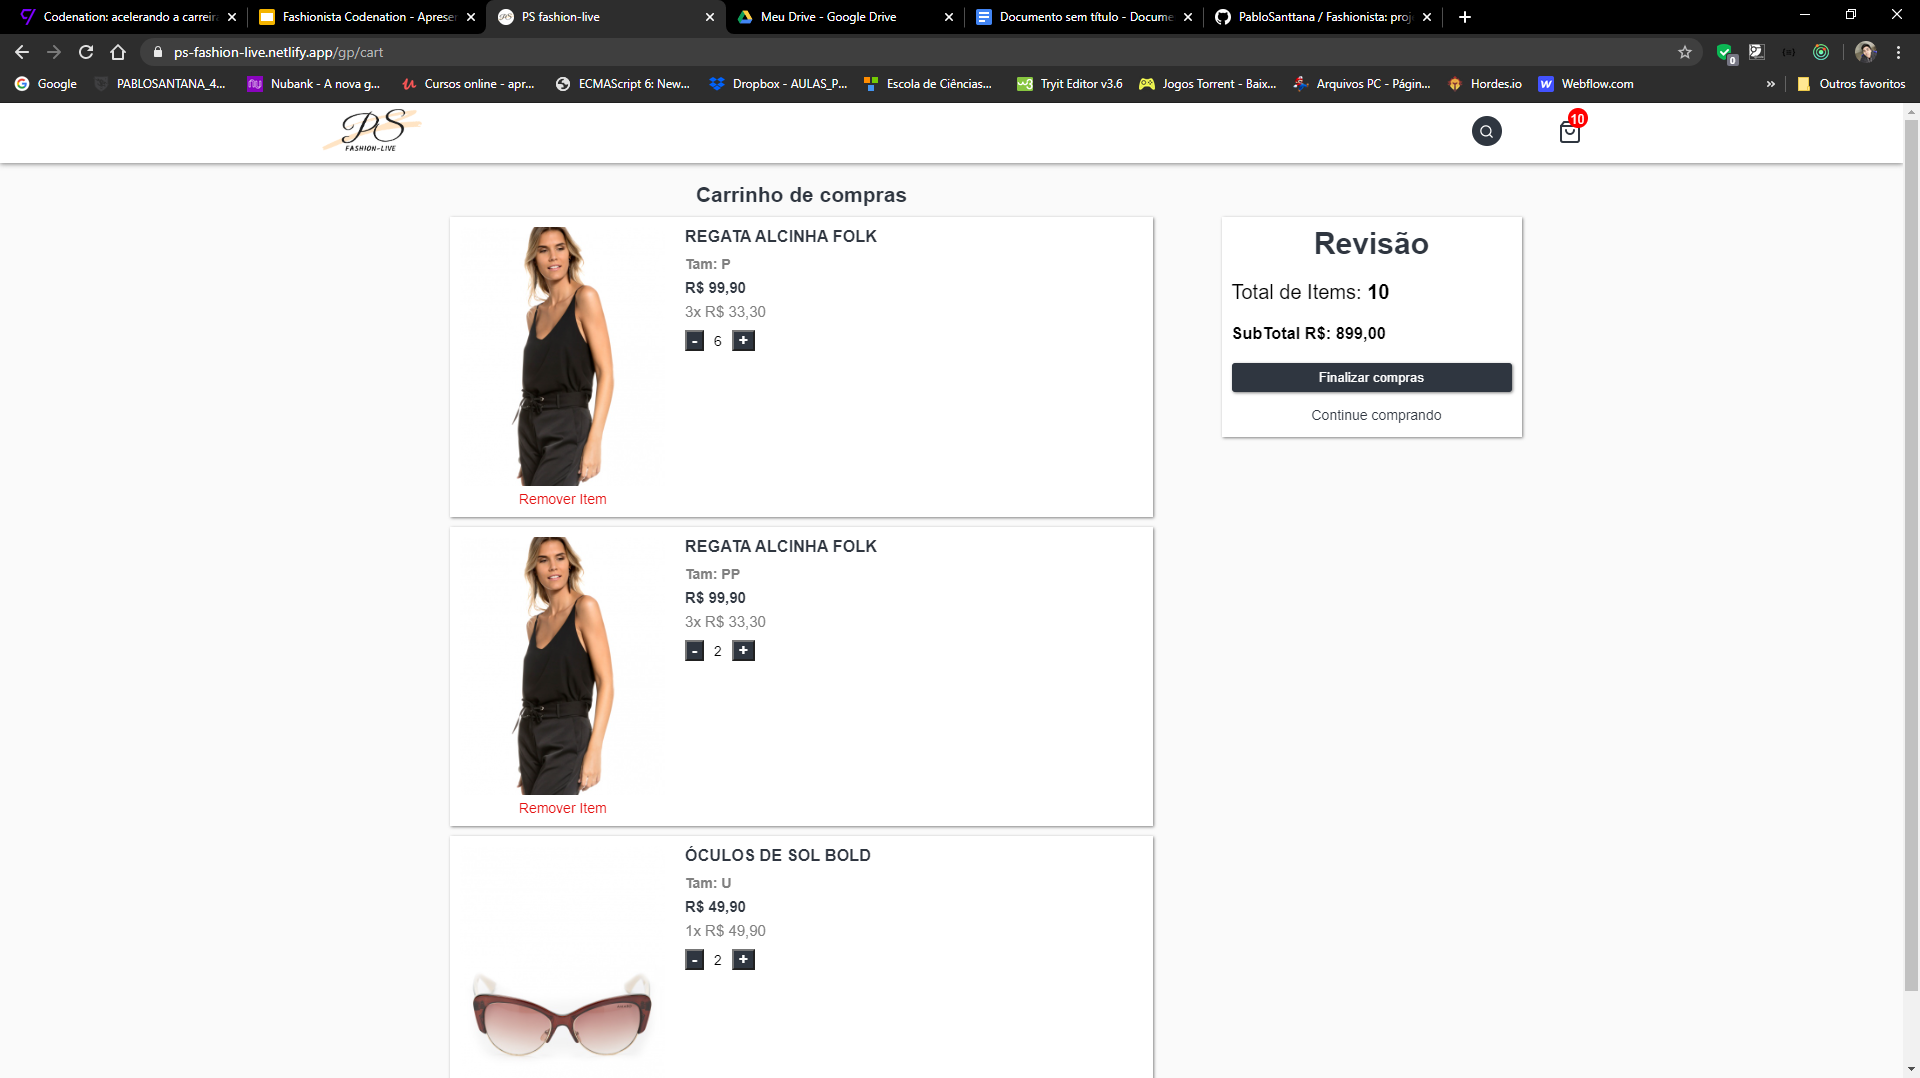 Codenation: acelerando a carreira
Fashionista Codenation - Apreser
PS fashion-live
Meu Drive - Google Drive
Documento sem título - Docume
PabloSanttana / Fashionista: proj
ps-fashion-live.netlify.app/gp/cart
0
Google
PABLOSANTANA_4...
Nubank - A nova g...
Cursos online - apr...
ECMAScript 6: New...
Dropbox - AULAS_P...
Escola de Ciências...
Tryit Editor v3.6
Jogos Torrent - Baix...
Arquivos PC - Págin...
Hordes.io
Webflow.com
»
Outros favoritos
PS
FASHION-LIVE
10
Carrinho de compras
REGATA ALCINHA FOLK
Tam: P
R$ 99,90
3x R$ 33,30
- 6 +
Remover Item
REGATA ALCINHA FOLK
Tam: PP
R$ 99,90
3x R$ 33,30
- 2 +
Remover Item
ÓCULOS DE SOL BOLD
Tam: U
R$ 49,90
1x R$ 49,90
- 2 +
Revisão
Total de Items: 10
SubTotal R$: 899,00
Finalizar compras
Continue comprando